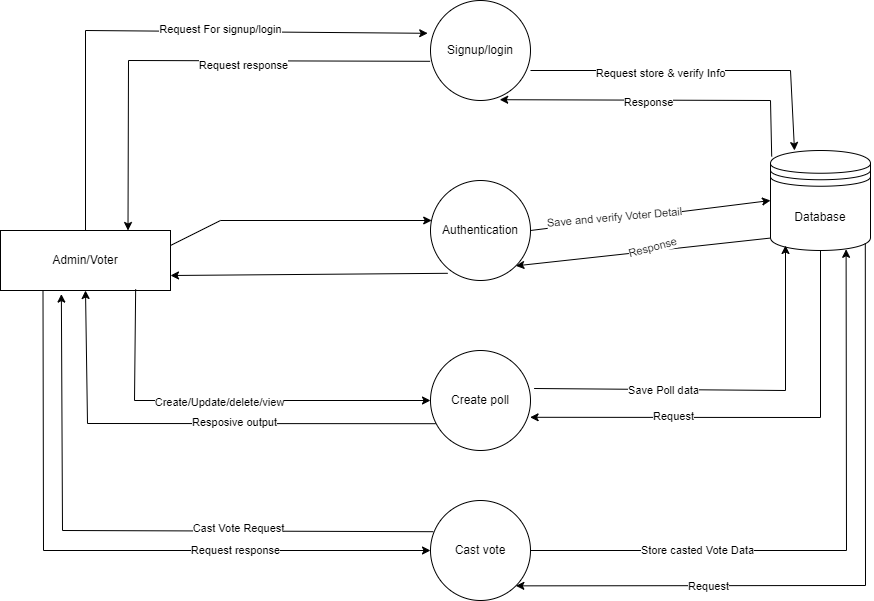 Request For signup/login
Signup/login
Request response
Request store & verify Info
Response
Database
Save and verify Voter Detail
Authentication
Response
Admin/Voter
Save Poll data
Create poll
Create/Update/delete/view
Request
Resposive output
Cast Vote Request
Cast vote
Request response
Store casted Vote Data
Request